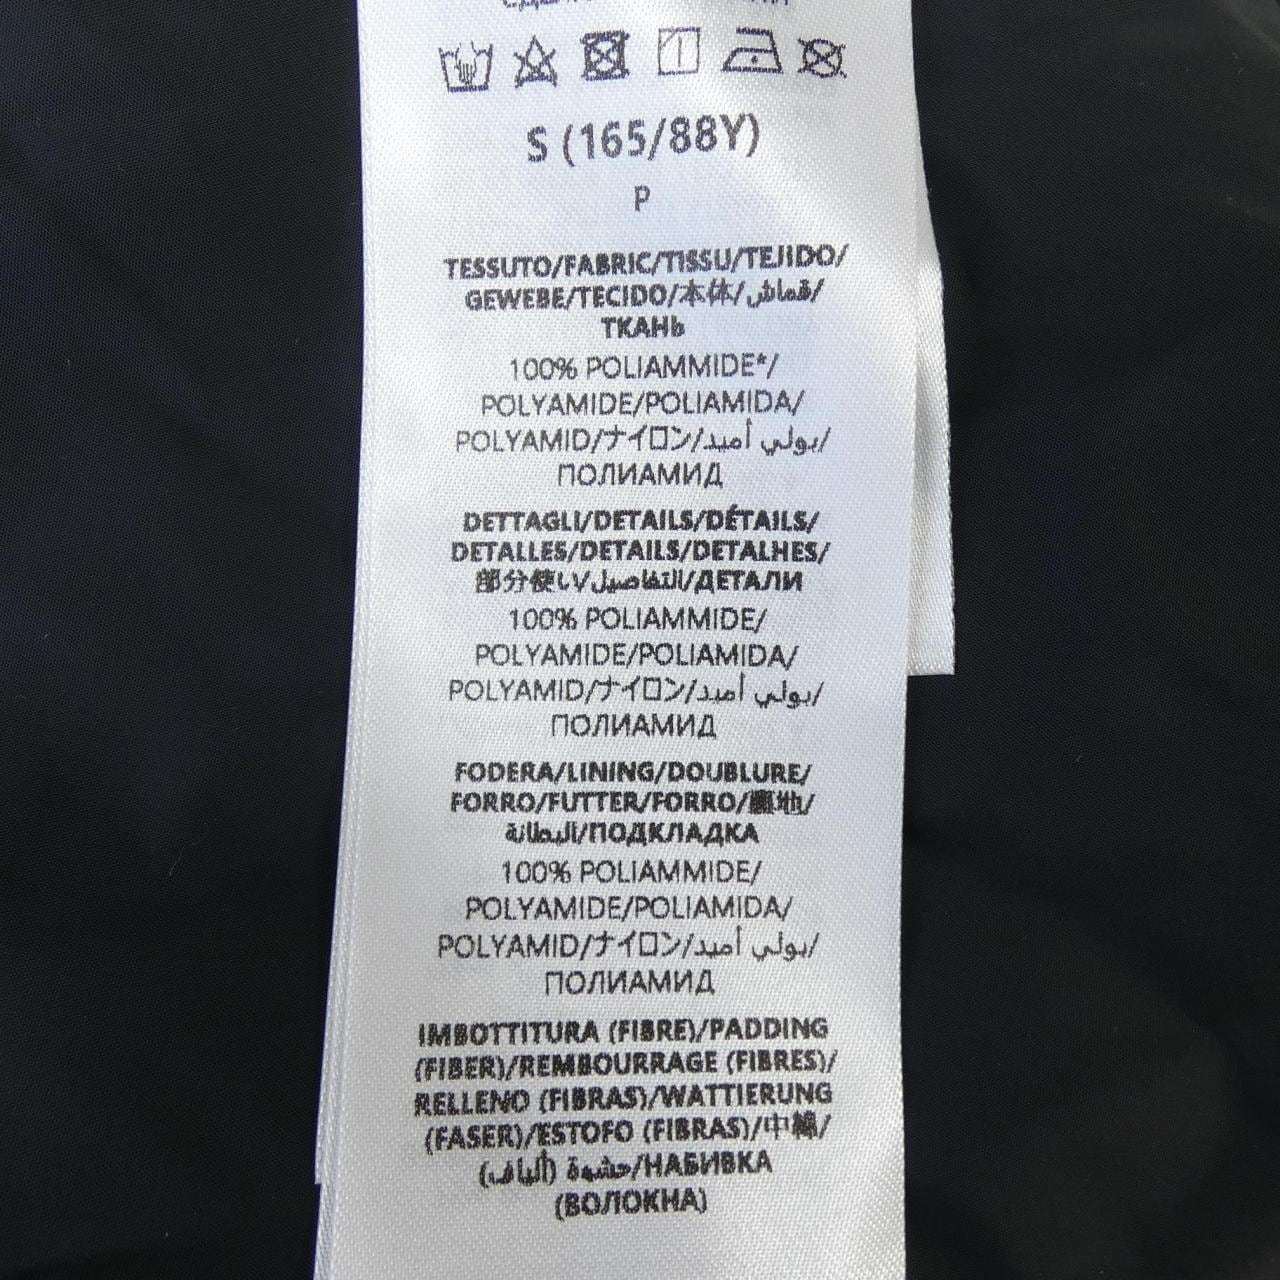 S (165/88Y)
P
TESSUTO/FABRIC/TISSU/TEJIDO/
GEWEBE/TECIDO/本体/قماش/
ТКАНЬ
100% POLIAMMIDE*/
POLYAMIDE/POLIAMIDA/
POLYAMID/ナイロン/بولي أميد/
ПОЛИАМИД
DETTAGLI/DETAILS/DÉTAILS/
DETALLES/DETAILS/DETALHES/
部分使い/التفاصيل/ДЕТАЛИ
100% POLIAMMIDE/
POLYAMIDE/POLIAMIDA/
POLYAMID/ナイロン/بولي أميد/
ПОЛИАМИД
FODERA/LINING/DOUBLURE/
FORRO/FUTTER/FORRO/裏地/
البطانة/ПОДКЛАДКА
100% POLIAMMIDE/
POLYAMIDE/POLIAMIDA/
POLYAMID/ナイロン/بولي أميد/
ПОЛИАМИД
IMBOTTITURA (FIBRE)/PADDING
(FIBER)/REMBOURRAGE (FIBRES)/
RELLENO (FIBRAS)/WATTIERUNG
(FASER)/ESTOFO (FIBRAS)/中綿/
حشوة (ألياف)/НАБИВКА
(ВОЛОКНА)